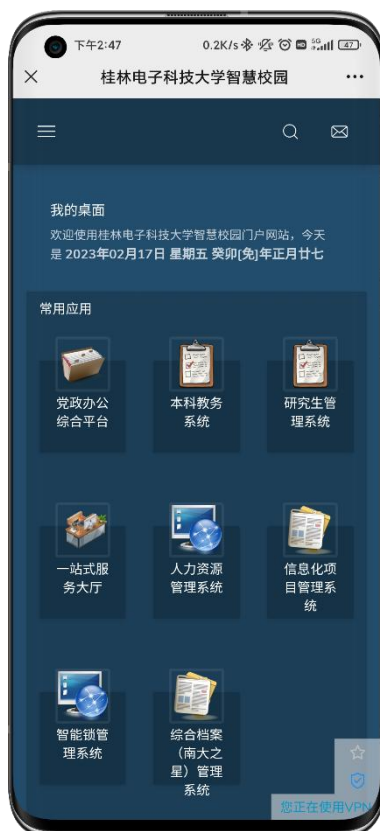 下午2:47
0.2K/s
5G
47
桂林电子科技大学智慧校园
我的桌面
欢迎使用桂林电子科技大学智慧校园门户网站，今天
是 2023年02月17日 星期五 癸卯[兔]年正月廿七
常用应用
党政办公
综合平台
本科教务
系统
研究生管
理系统
一站式服
务大厅
人力资源
管理系统
信息化项
目管理系
统
智能锁管
理系统
综合档案
（南大之
星）管理
系统
您正在使用VPN